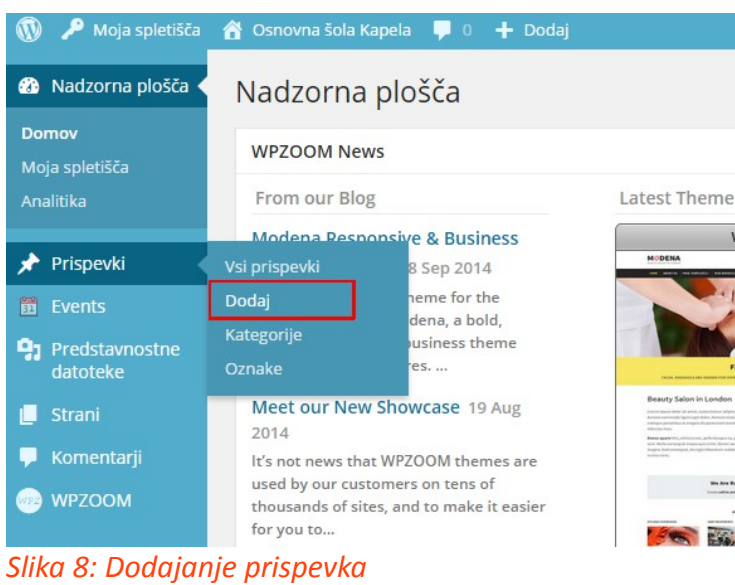 Moja spletišča Osnovna šola Kapela 0 Dodaj
Nadzorna plošča
Domov
Moja spletišča
Analitika
Prispevki
Events
Predstavnostne
datoteke
Strani
Komentarji
WPZOOM
Vsi prispevki
Dodaj
Kategorije
Oznake
Nadzorna plošča
WPZOOM News
From our Blog
Modena Responsive & Business
8 Sep 2014
heme for the
dena, a bold,
usiness theme
res. ...
Meet our New Showcase 19 Aug
2014
It's not news that WPZOOM themes are
used by our customers on tens of
thousands of sites, and to make it easier
for you to...
Latest Theme
MODENA
Beauty Salon in London
Slika 8: Dodajanje prispevka